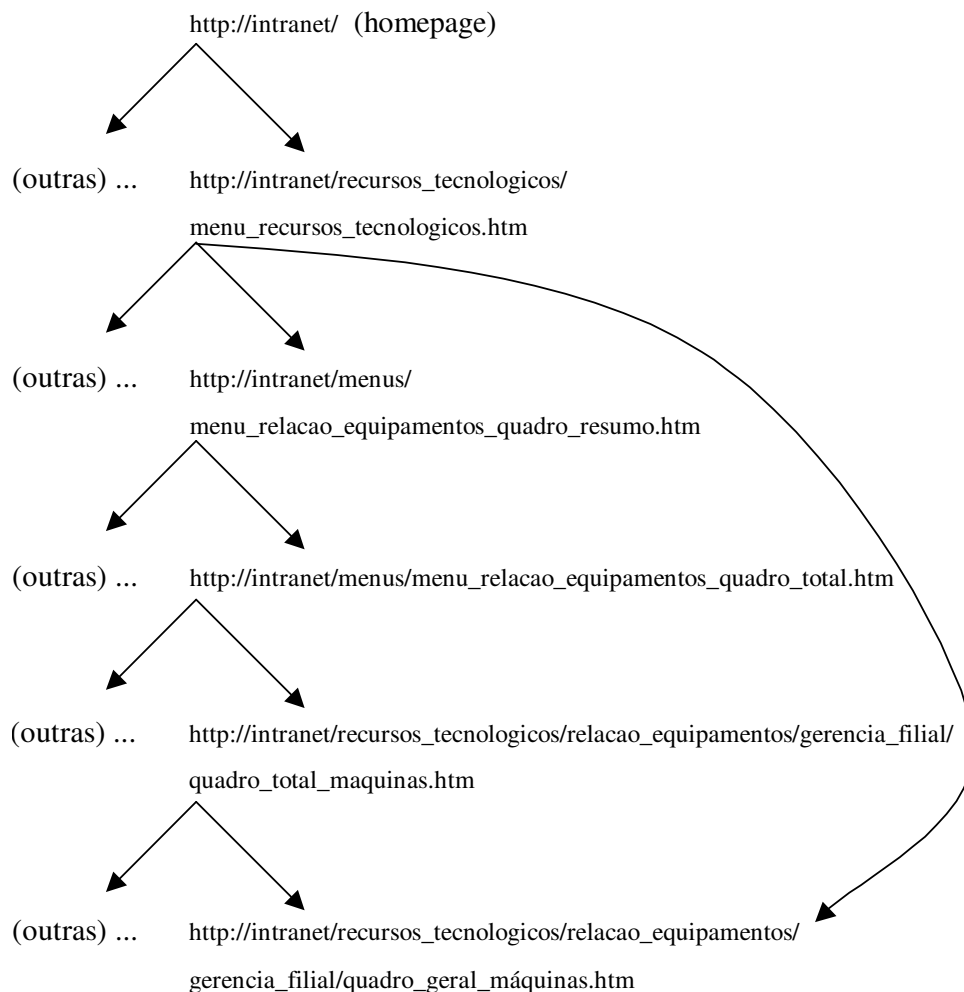 http://intranet/ (homepage)
(outras) ... http://intranet/recursos_tecnologicos/
menu_recursos_tecnologicos.htm
(outras) ... http://intranet/menus/
menu_relacao_equipamentos_quadro_resumo.htm
(outras) ... http://intranet/menus/menu_relacao_equipamentos_quadro_total.htm
(outras) ... http://intranet/recursos_tecnologicos/relacao_equipamentos/gerencia_filial/
quadro_total_maquinas.htm
(outras) ... http://intranet/recursos_tecnologicos/relacao_equipamentos/
gerencia_filial/quadro_geral_máquinas.htm